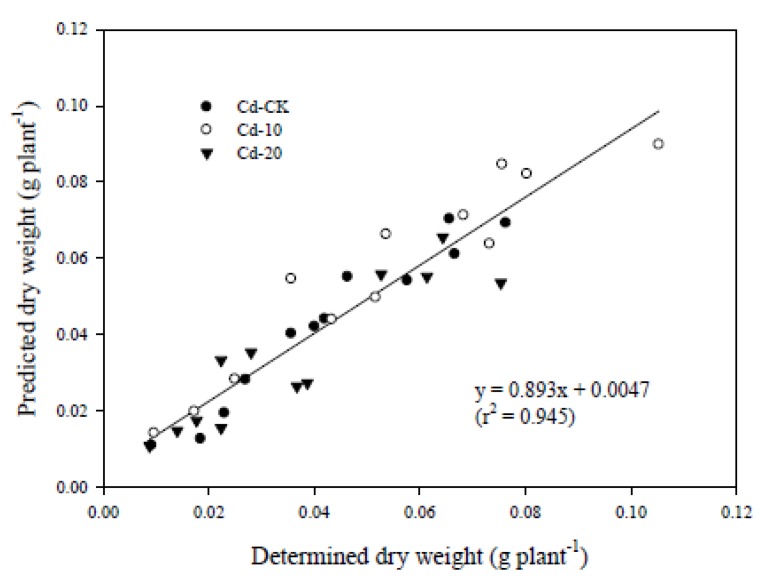 0.12
0.10
0.08
0.06
0.04
0.02
0.00
Predicted dry weight (g plant⁻¹)
Cd-CK
Cd-10
Cd-20
y = 0.893x + 0.0047
(r² = 0.945)
0.00 0.02 0.04 0.06 0.08 0.10 0.12
Determined dry weight (g plant⁻¹)